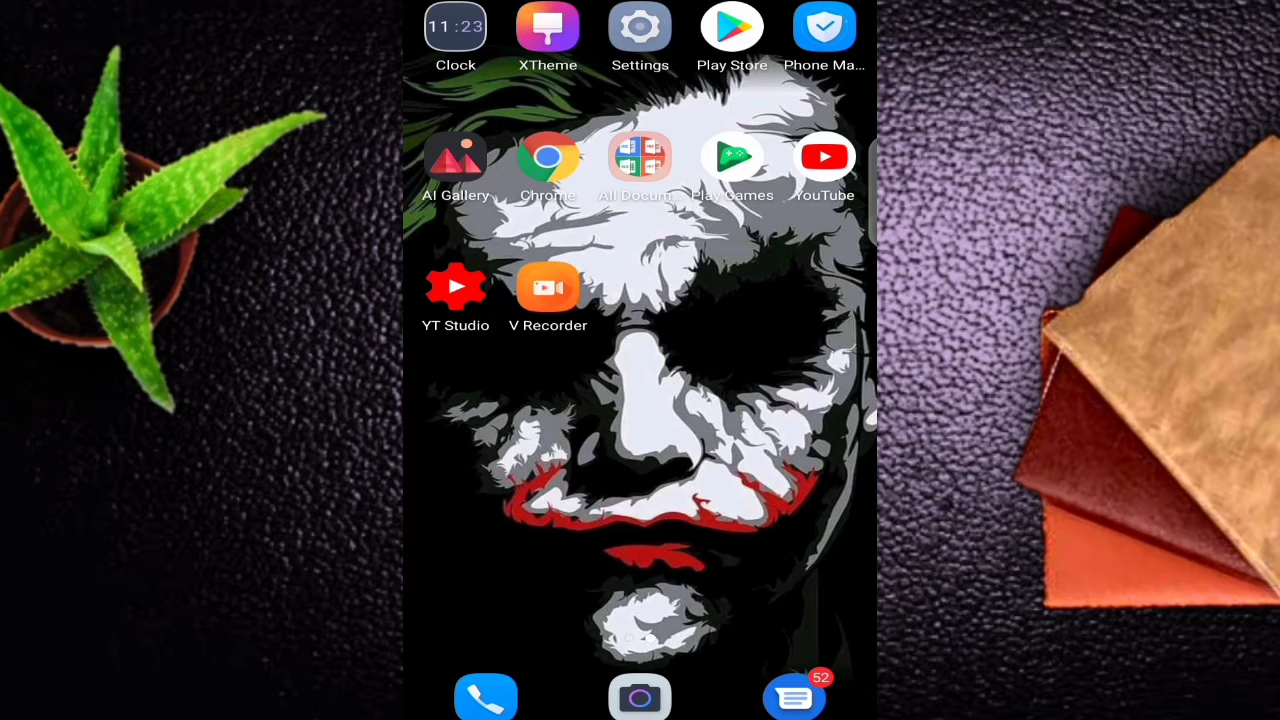 11:23
Clock XTheme Settings Play Store Phone Ma...
AI Gallery Chrome All Docum... Play Games YouTube
YT Studio V Recorder
52